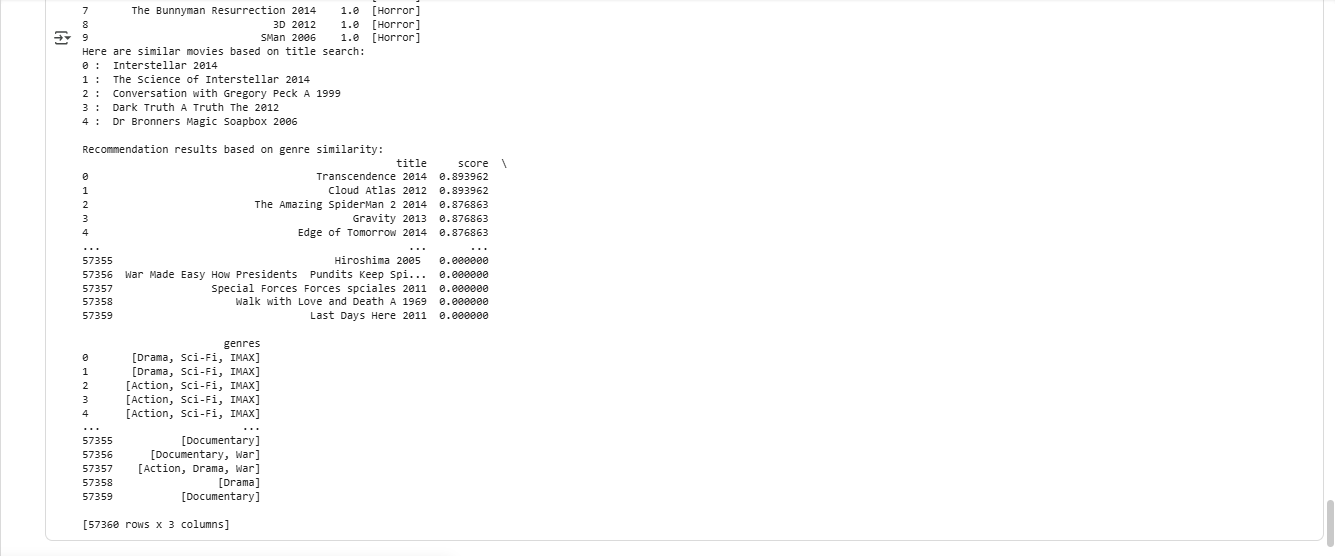 7 The Bunnyman Resurrection 2014 1.0 [Horror]
8 3D 2012 1.0 [Horror]
9 SMan 2006 1.0 [Horror]
Here are similar movies based on title search:
0 : Interstellar 2014
1 : The Science of Interstellar 2014
2 : Conversation with Gregory Peck A 1999
3 : Dark Truth A Truth The 2012
4 : Dr Bronners Magic Soapbox 2006
Recommendation results based on genre similarity:
title score \
0 Transcendence 2014 0.893962
1 Cloud Atlas 2012 0.893962
2 The Amazing SpiderMan 2 2014 0.876863
3 Gravity 2013 0.876863
4 Edge of Tomorrow 2014 0.876863
... ... ...
57355 Hiroshima 2005 0.000000
57356 War Made Easy How Presidents Pundits Keep Spi... 0.000000
57357 Special Forces Forces spciales 2011 0.000000
57358 Walk with Love and Death A 1969 0.000000
57359 Last Days Here 2011 0.000000
genres
0 [Drama, Sci-Fi, IMAX]
1 [Drama, Sci-Fi, IMAX]
2 [Action, Sci-Fi, IMAX]
3 [Action, Sci-Fi, IMAX]
4 [Action, Sci-Fi, IMAX]
... ...
57355 [Documentary]
57356 [Documentary, War]
57357 [Action, Drama, War]
57358 [Drama]
57359 [Documentary]
[57360 rows x 3 columns]